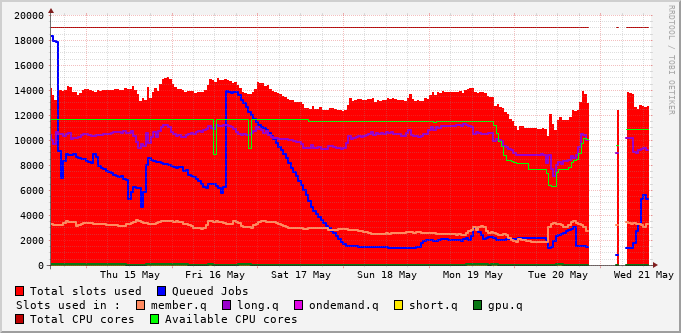 RRDTOOL / TOBI OETIKER
20000
18000
16000
14000
12000
10000
8000
6000
4000
2000
0
Thu 15 May Fri 16 May Sat 17 May Sun 18 May Mon 19 May Tue 20 May Wed 21 May
Total slots used Queued Jobs
Slots used in : member.q long.q ondemand.q short.q gpu.q
Total CPU cores Available CPU cores